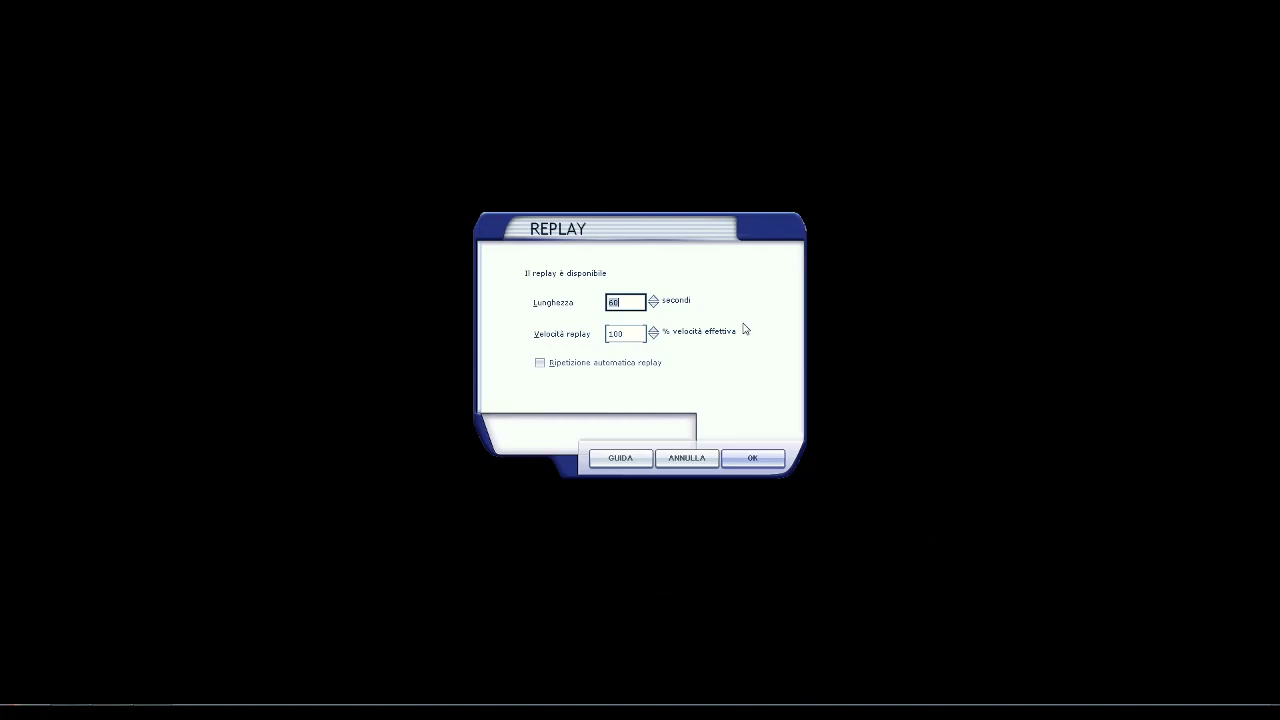 REPLAY
Il replay è disponibile
Lunghezza 60 secondi
Velocità replay 100 % velocità effettiva
Ripetizione automatica replay
GUIDA ANNULLA OK